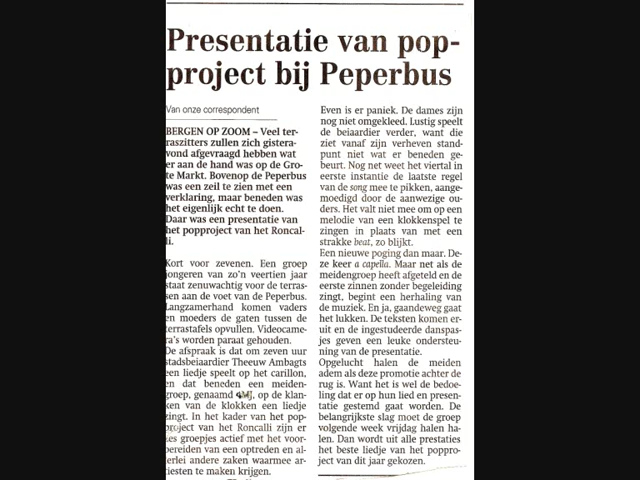 Presentatie van pop-
project bij Peperbus
Van onze correspondent
BERGEN OP ZOOM – Veel ter-
raszitters zullen zich gistera-
vond afgevraagd hebben wat
er aan de hand was op de Gro-
te Markt. Bovenop de Peperbus
was een zeil te zien met een
verklaring, maar beneden was
het eigenlijk echt te doen.
Daar was een presentatie van
het popproject van het Roncal-
li.
Kort voor zevenen. Een groep
jongeren van zo'n veertien jaar
staat zenuwachtig voor de terras-
sen aan de voet van de Peperbus.
Langzamerhand komen vaders
en moeders de gaten tussen de
terrastafels opvullen. Videocame-
ra's worden paraat gehouden.
De afspraak is dat om zeven uur
stadsbeiaardier Theeuw Ambagts
een liedje speelt op het carillon,
en dat beneden een meiden-
groep, genaamd op de klan-
ken van de klokken een liedje
zingt. In het kader van het pop-
project van het Roncalli zijn er
zes groepjes actief met het voor-
bereiden van een optreden en al-
lerlei andere zaken waarmee ar-
tiesten te maken krijgen.
Even is er paniek. De dames zijn
nog niet omgekleed. Lustig speelt
de beiaardier verder, want die
ziet vanaf zijn verheven stand-
punt niet wat er beneden ge-
beurt. Nog net weet het viertal in
eerste instantie de laatste regel
van de song mee te pikken, aange-
moedigd door de aanwezige ou-
ders. Het valt niet mee om op een
melodie van een klokkenspel te
zingen in plaats van met een
strakke beat, zo blijkt.
Een nieuwe poging dan maar. De-
ze keer a capella. Maar net als de
meidengroep heeft afgeteld en de
eerste zinnen zonder begeleiding
zingt, begint een herhaling van
de muziek. En ja, gaandeweg gaat
het lukken. De teksten komen er-
uit en de ingestudeerde danspas-
jes geven een leuke ondersteu-
ning van de presentatie.
Opgelucht halen de meiden
adem als deze promotie achter de
rug is. Want het is wel de bedoe-
ling dat er op hun lied en presen-
tatie gestemd gaat worden. De
belangrijkste slag moet de groep
volgende week vrijdag halen ha-
len. Dan wordt uit alle prestaties
het beste liedje van het poppro-
ject van dit jaar gekozen.